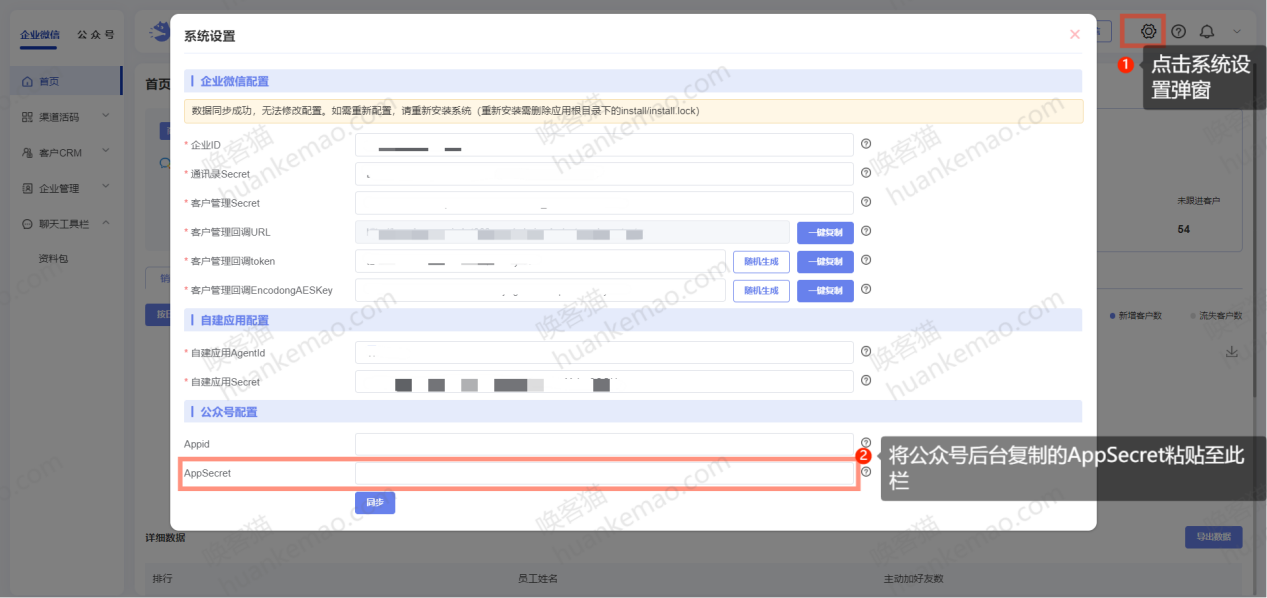 企业微信 公众号
系统设置
首页
首页
渠道活码
客户CRM
企业管理
聊天工具栏
资料包
企业微信配置
数据同步成功，无法修改配置。如需重新配置，请重新安装系统（重新安装需删除应用根目录下的install/install.lock）
* 企业ID
* 通讯录Secret
* 客户管理Secret
* 客户管理回调URL 一键复制
* 客户管理回调token 随机生成 一键复制
* 客户管理回调EncodongAESKey 随机生成 一键复制
自建应用配置
* 自建应用AgentId
* 自建应用Secret
公众号配置
Appid
AppSecret
同步
1 点击系统设
置弹窗
未跟进客户
54
新增客户数 流失客户数
2 将公众号后台复制的AppSecret粘贴至此
栏
详细数据 导出数据
排行 员工姓名 主动加好友数
唤客猫
huankemao.com